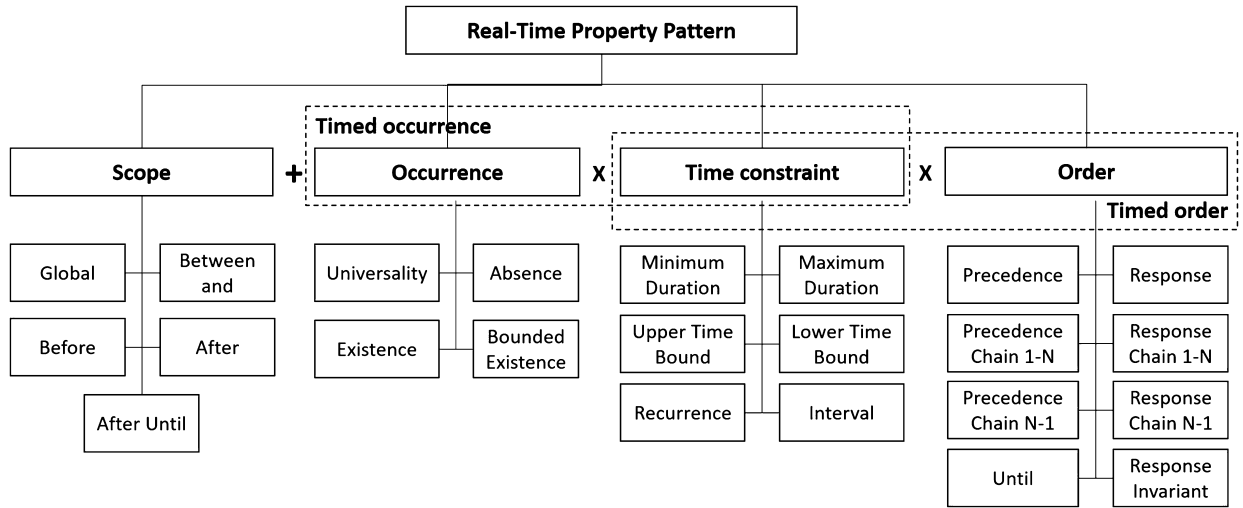 Real-Time Property Pattern
Timed occurrence
Scope
+
Occurrence
x
Time constraint
x
Order
Timed order
Global
Between
and
Before
After
After Until
Universality
Absence
Existence
Bounded
Existence
Minimum
Duration
Maximum
Duration
Upper Time
Bound
Lower Time
Bound
Recurrence
Interval
Precedence
Response
Precedence
Chain 1-N
Response
Chain 1-N
Precedence
Chain N-1
Response
Chain N-1
Until
Response
Invariant